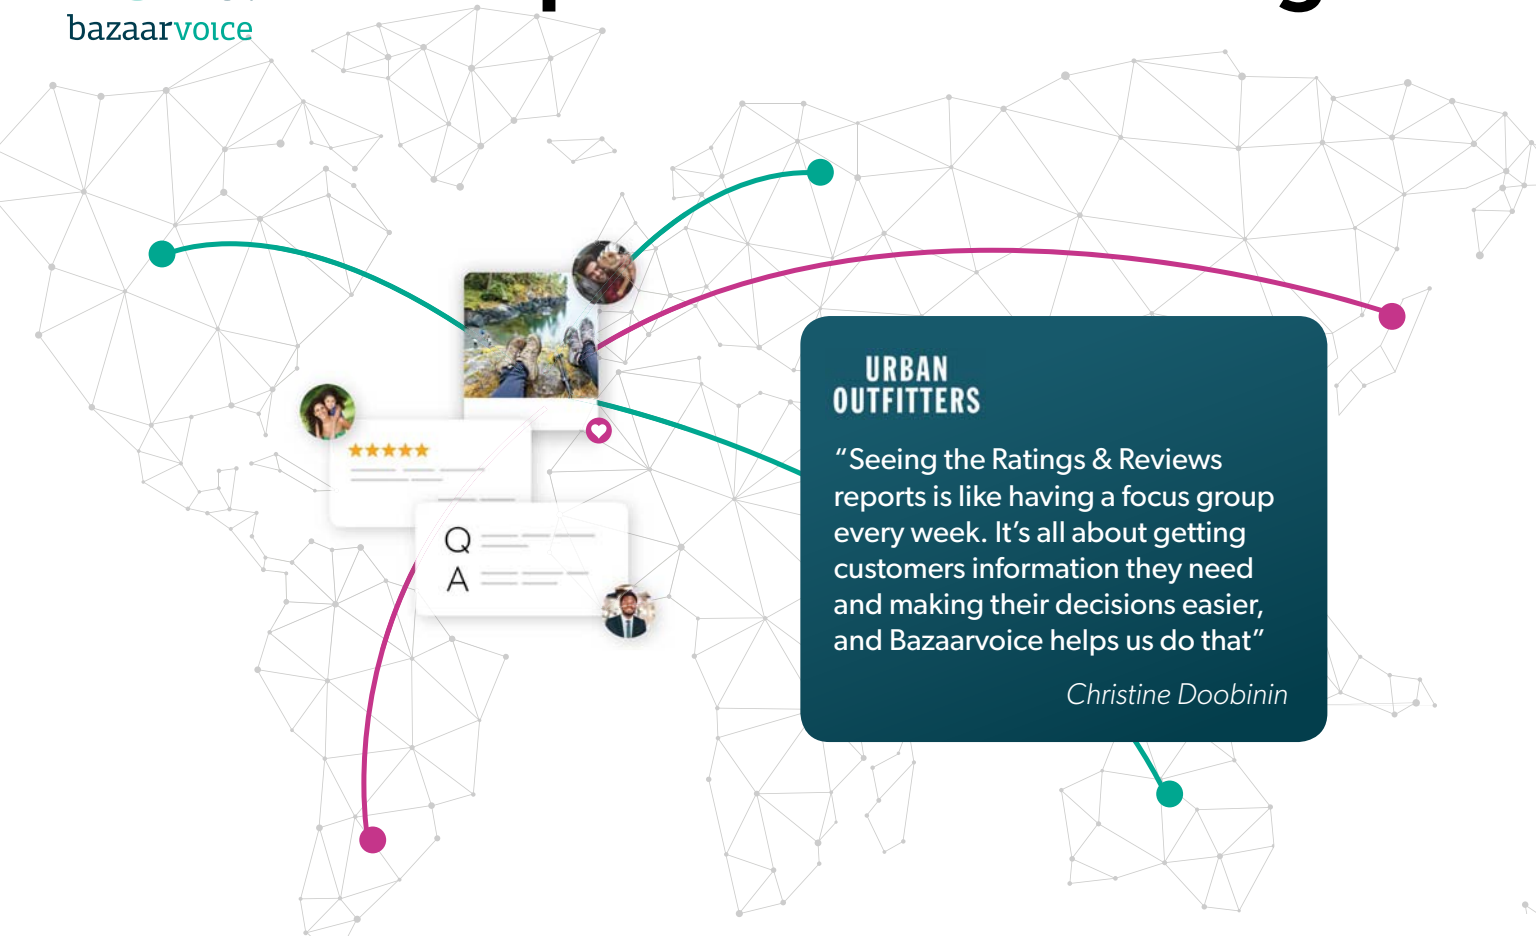 bazaarvoice
URBAN
OUTFITTERS
“Seeing the Ratings & Reviews
reports is like having a focus group
every week. It’s all about getting
customers information they need
and making their decisions easier,
and Bazaarvoice helps us do that”
Christine Doobinin
Q
A